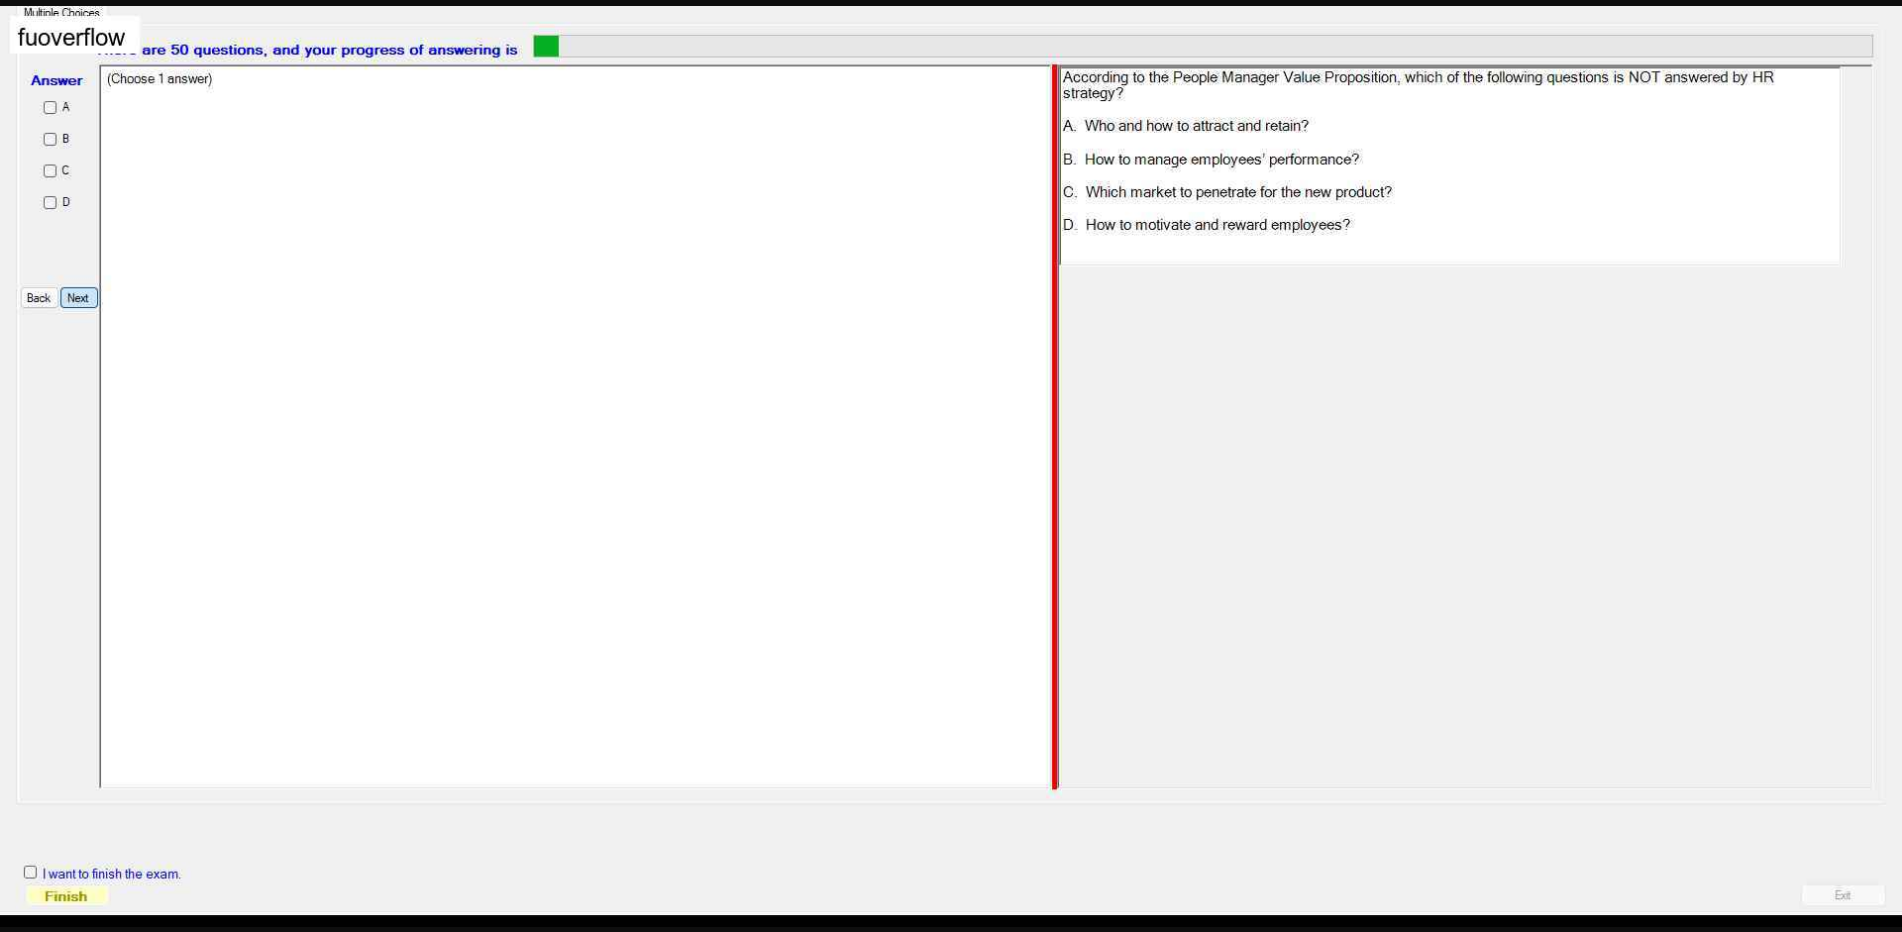 Multiple Choices
fuoverflow
are 50 questions, and your progress of answering is
Answer
(Choose 1 answer)
A
B
C
D
Back Next
According to the People Manager Value Proposition, which of the following questions is NOT answered by HR
strategy?
A. Who and how to attract and retain?
B. How to manage employees' performance?
C. Which market to penetrate for the new product?
D. How to motivate and reward employees?
I want to finish the exam.
Finish
Exit